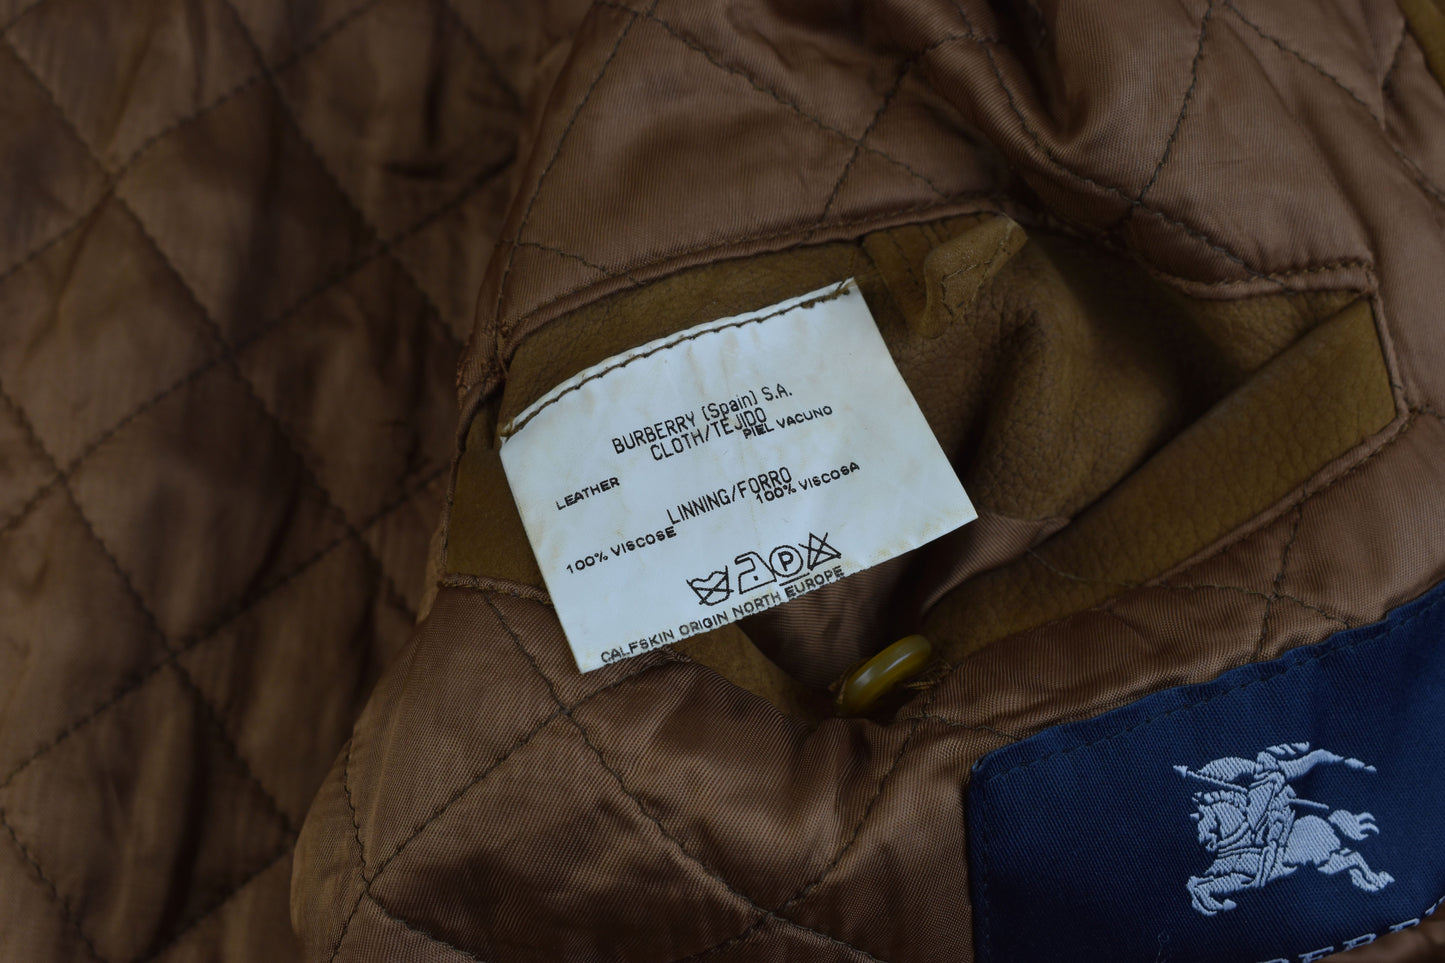 BURBERRY (Spain) S.A.
CLOTH/TEJIDO
LEATHER PIEL VACUNO
LINNING/FORRO
100% VISCOSE 100% VISCOSA
P
CALFSKIN ORIGIN NORTH EUROPE